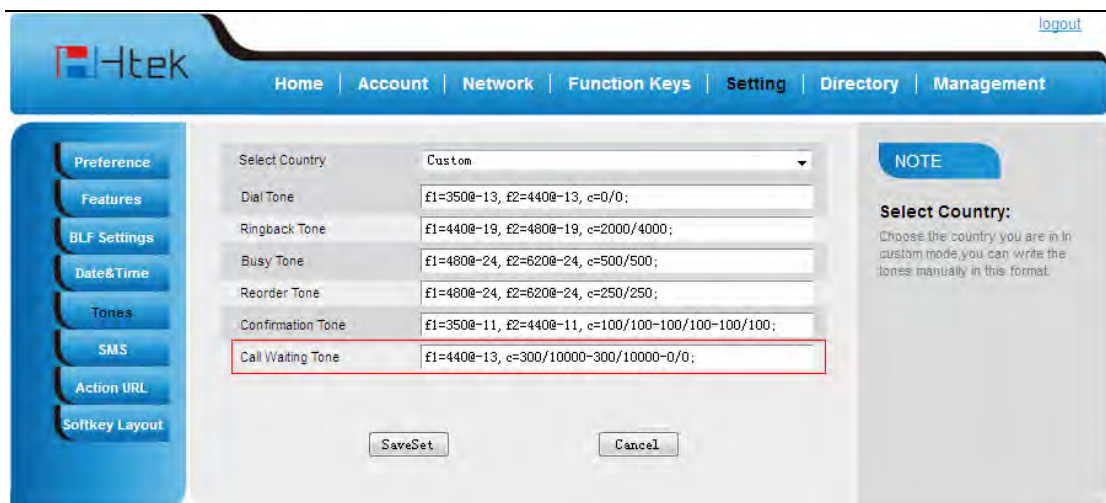 logout
Htek
Home | Account | Network | Function Keys | Setting | Directory | Management
Preference
Features
BLF Settings
Date&Time
Tones
SMS
Action URL
Softkey Layout
Select Country Custom
Dial Tone f1=350@-13, f2=440@-13, c=0/0;
Ringback Tone f1=440@-19, f2=480@-19, c=2000/4000;
Busy Tone f1=480@-24, f2=620@-24, c=500/500;
Reorder Tone f1=480@-24, f2=620@-24, c=250/250;
Confirmation Tone f1=350@-11, f2=440@-11, c=100/100-100/100-100/100;
Call Waiting Tone f1=440@-13, c=300/10000-300/10000-0/0;
SaveSet Cancel
NOTE
Select Country:
Choose the country you are in In
custom mode,you can write the
tones manually in this format.